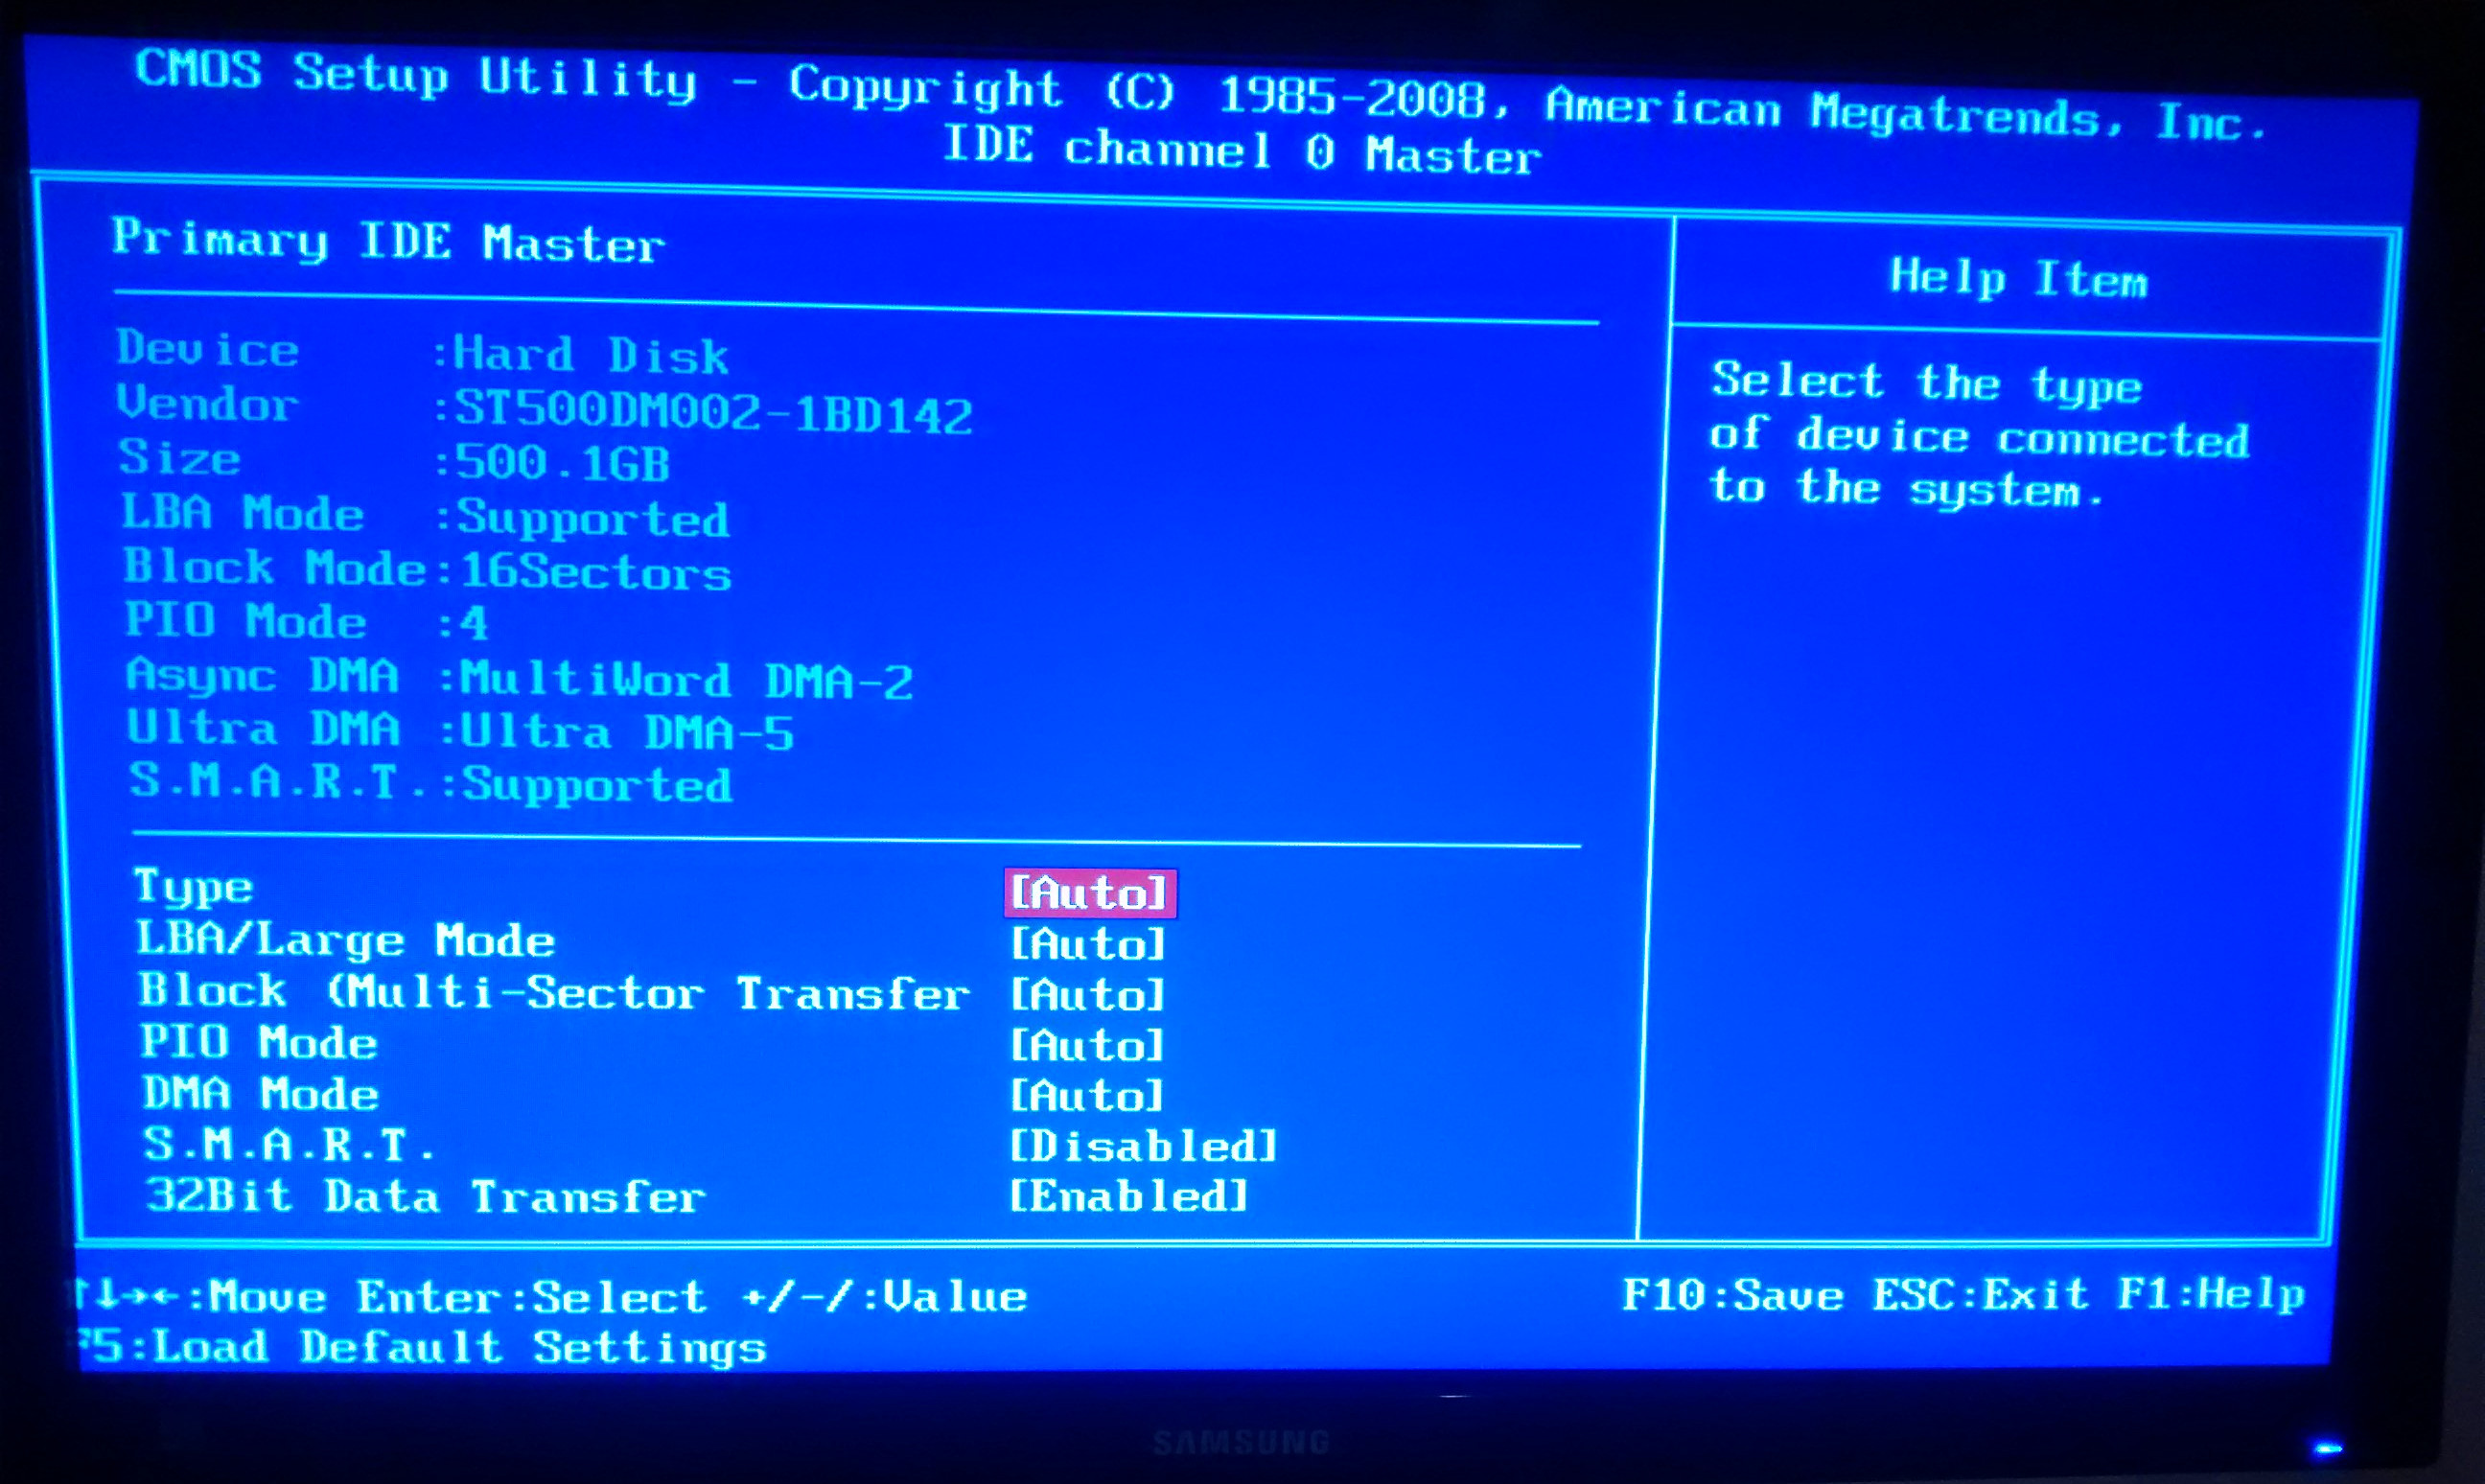 CMOS Setup Utility - Copyright (C) 1985-2008, American Megatrends, Inc.
IDE channel 0 Master
Primary IDE Master
Help Item
Device :Hard Disk
Vendor :ST500DM002-1BD142
Size :500.1GB
LBA Mode :Supported
Block Mode:16Sectors
PIO Mode :4
Async DMA :MultiWord DMA-2
Ultra DMA :Ultra DMA-5
S.M.A.R.T.:Supported
Select the type
of device connected
to the system.
Type [Auto]
LBA/Large Mode [Auto]
Block (Multi-Sector Transfer [Auto]
PIO Mode [Auto]
DMA Mode [Auto]
S.M.A.R.T. [Disabled]
32Bit Data Transfer [Enabled]
↑↓→←:Move Enter:Select +/-/:Value F10:Save ESC:Exit F1:Help
F5:Load Default Settings
SAMSUNG